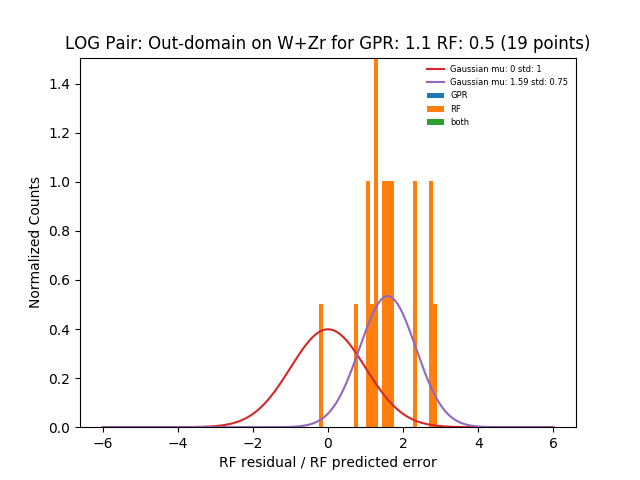 LOG Pair: Out-domain on W+Zr for GPR: 1.1 RF: 0.5 (19 points)
Gaussian mu: 0 std: 1
Gaussian mu: 1.59 std: 0.75
GPR
RF
both
Normalized Counts
1.4
1.2
1.0
0.8
0.6
0.4
0.2
0.0
−6 −4 −2 0 2 4 6
RF residual / RF predicted error